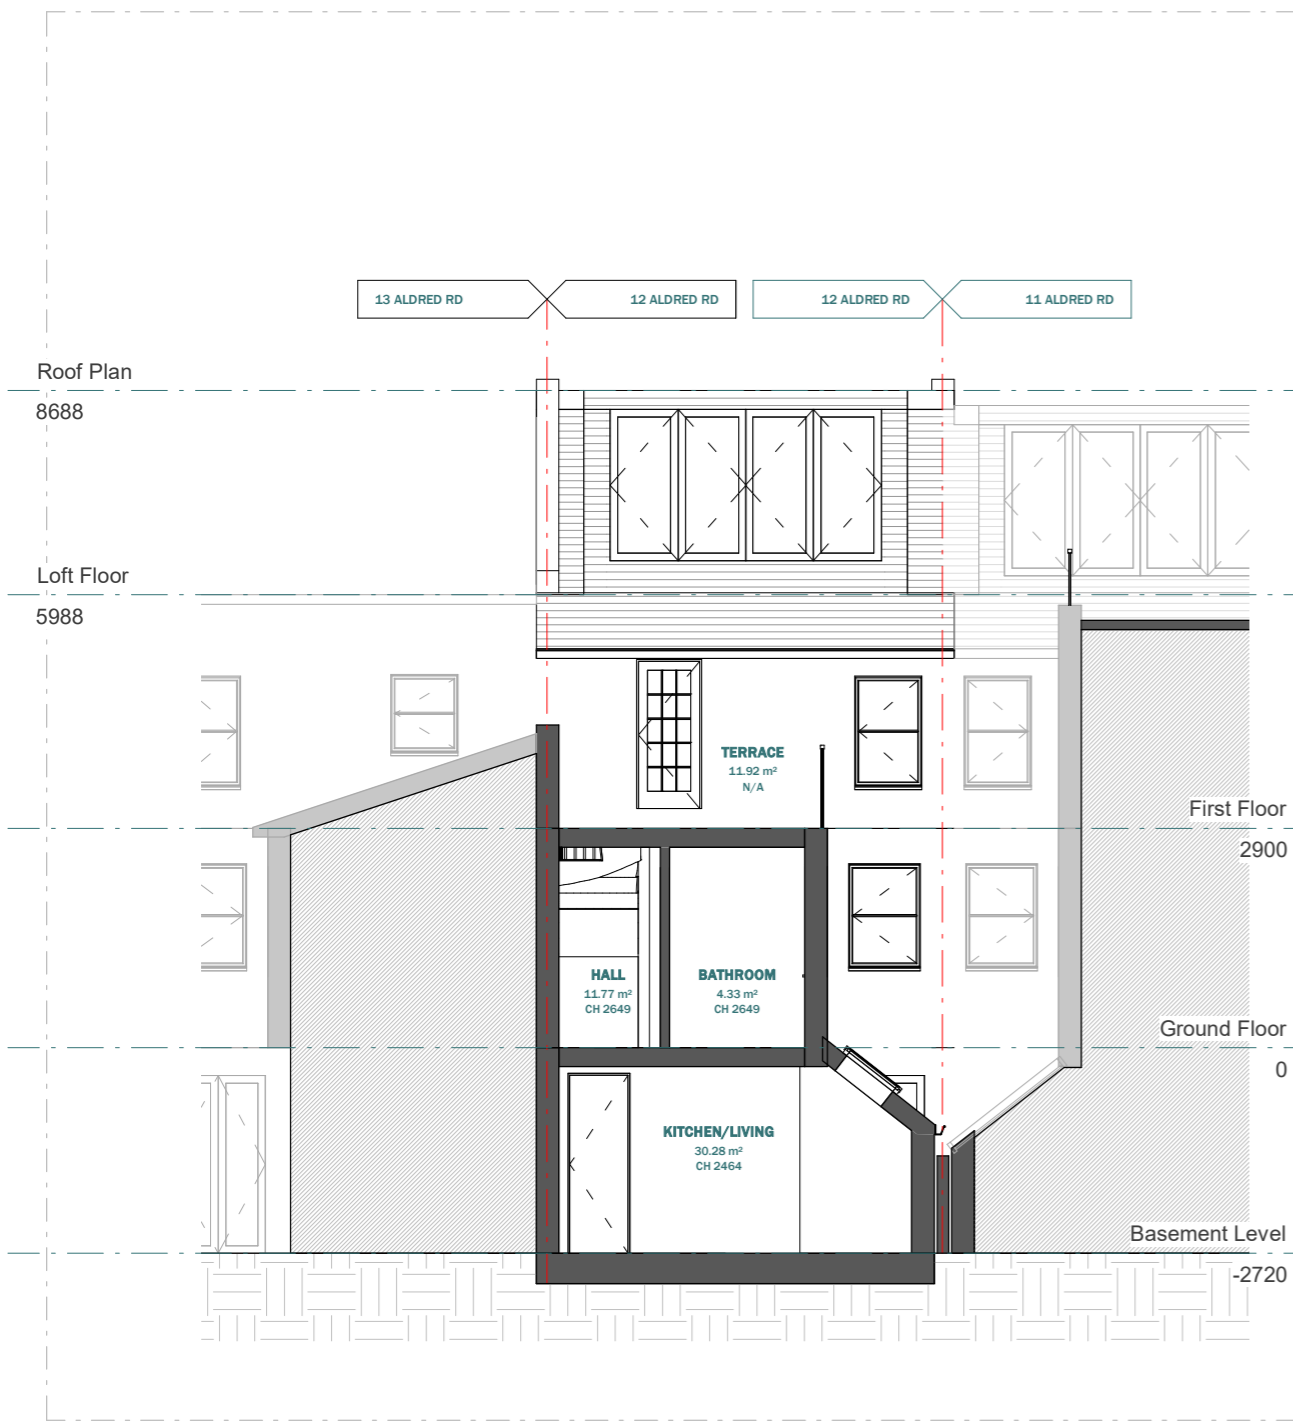 13 ALDRED RD
12 ALDRED RD
12 ALDRED RD
11 ALDRED RD
Roof Plan
8688
Loft Floor
5988
TERRACE
11.92 m²
N/A
First Floor
2900
HALL
11.77 m²
CH 2649
BATHROOM
4.33 m²
CH 2649
Ground Floor
0
KITCHEN/LIVING
30.28 m²
CH 2464
Basement Level
-2720